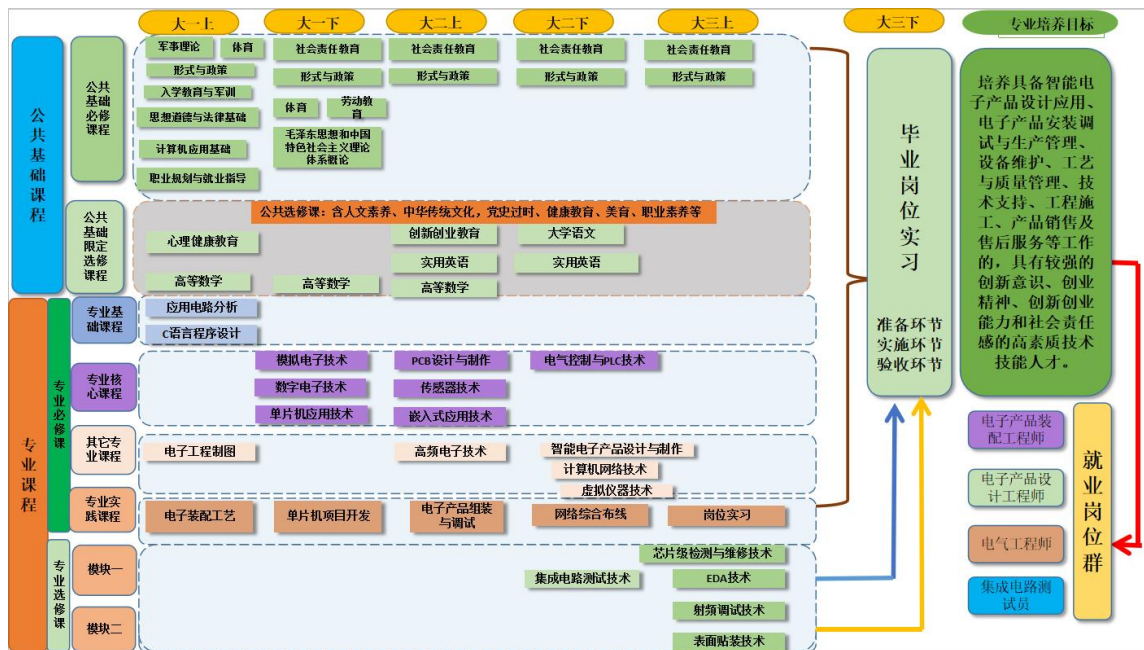 大一上
大一下
大二上
大二下
大三上
大三下
专业培养目标
公共基础课程
公共
基础
必修
课程
军事理论
体育
形式与政策
入学教育与军训
思想道德与法律基础
计算机应用基础
职业规划与就业指导
社会责任教育
形式与政策
体育
劳动教
育
毛泽东思想和中国
特色社会主义理论
体系概论
社会责任教育
形式与政策
社会责任教育
形式与政策
社会责任教育
形式与政策
公共
基础
限定
选修
课程
公共选修课：含人文素养、中华传统文化，党史过时、健康教育、美育、职业素养等
心理健康教育
创新创业教育
大学语文
实用英语
实用英语
高等数学
高等数学
高等数学
专业课程
专业必修课
专业基
础课程
应用电路分析
C语言程序设计
专业核
心课程
模拟电子技术
PCB设计与制作
电气控制与PLC技术
数字电子技术
传感器技术
单片机应用技术
嵌入式应用技术
其它专
业课程
电子工程制图
高频电子技术
智能电子产品设计与制作
计算机网络技术
虚拟仪器技术
专业实
践课程
电子装配工艺
单片机项目开发
电子产品组装
与调试
网络综合布线
岗位实习
专业选修课
模块一
芯片级检测与维修技术
集成电路测试技术
EDA技术
模块二
射频调试技术
表面贴装技术
毕业岗位实习
准备环节
实施环节
验收环节
培养具备智能电
子产品设计应用、
电子产品安装调
试与生产管理、
设备维护、工艺
与质量管理、技
术支持、工程施
工、产品销售及
售后服务等工作
的，具有较强的
创新意识、创业
精神、创新创业
能力和社会责任
感的高素质技术
技能人才。
电子产品装
配工程师
电子产品设
计工程师
电气工程师
集成电路测
试员
就业岗位群